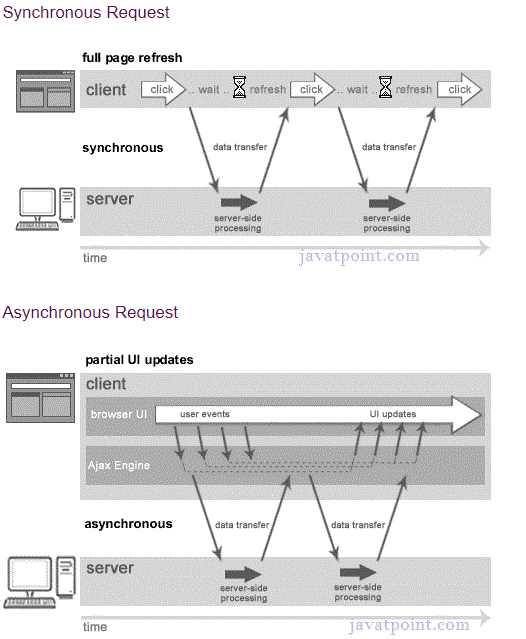 Synchronous Request
full page refresh
client
click
.. wait ..
refresh
click
.. wait ..
refresh
click
synchronous
data transfer
data transfer
server
server-side
processing
server-side
processing
time
javatpoint.com
Asynchronous Request
partial UI updates
client
browser UI
user events
UI updates
Ajax Engine
asynchronous
data transfer
data transfer
server
server-side
processing
server-side
processing
time
javatpoint.com